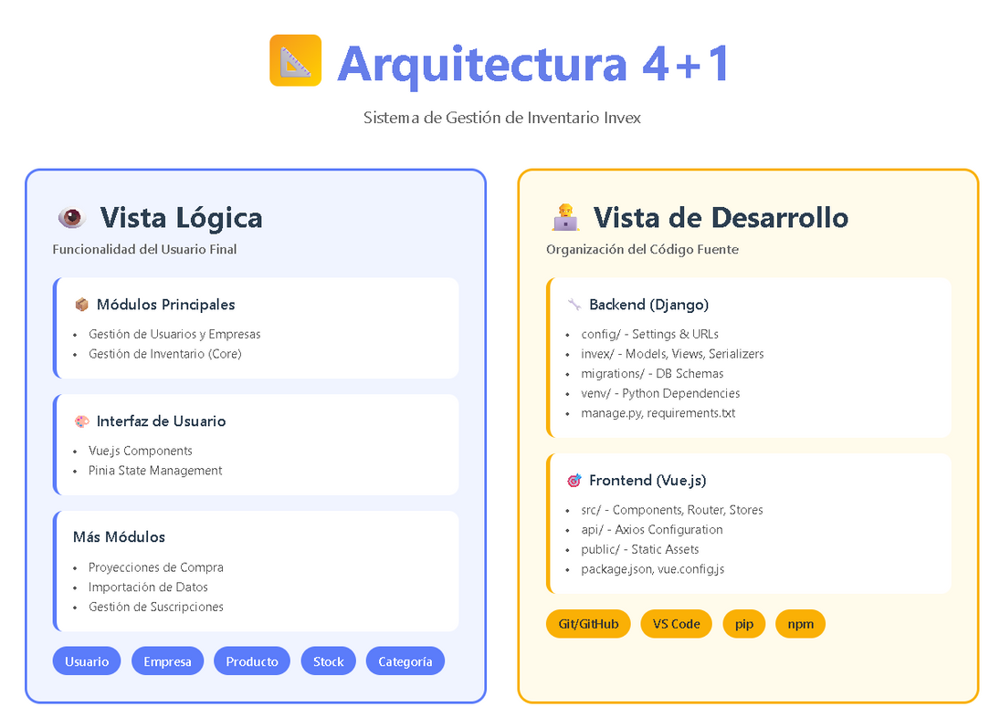 Arquitectura 4+1
Sistema de Gestión de Inventario Invex
Vista Lógica
Funcionalidad del Usuario Final
Módulos Principales
• Gestión de Usuarios y Empresas
• Gestión de Inventario (Core)
Interfaz de Usuario
• Vue.js Components
• Pinia State Management
Más Módulos
• Proyecciones de Compra
• Importación de Datos
• Gestión de Suscripciones
Usuario
Empresa
Producto
Stock
Categoría
Vista de Desarrollo
Organización del Código Fuente
Backend (Django)
• config/ - Settings & URLs
• invex/ - Models, Views, Serializers
• migrations/ - DB Schemas
• venv/ - Python Dependencies
• manage.py, requirements.txt
Frontend (Vue.js)
• src/ - Components, Router, Stores
• api/ - Axios Configuration
• public/ - Static Assets
• package.json, vue.config.js
Git/GitHub
VS Code
pip
npm